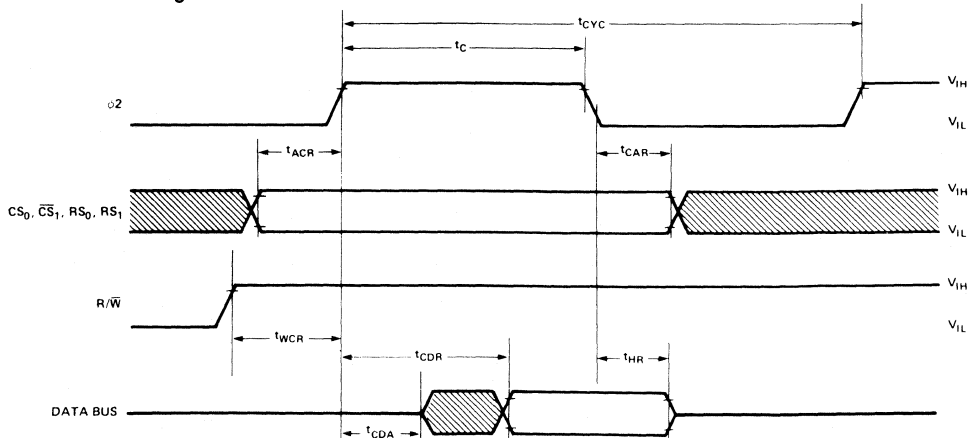 tCYC
tC
φ2
VIH
VIL
tACR
tCAR
CS0, C̅S̅1, RS0, RS1
VIH
VIL
R/W̅
VIH
VIL
tWCR
tCDR
tHR
DATA BUS
tCDA